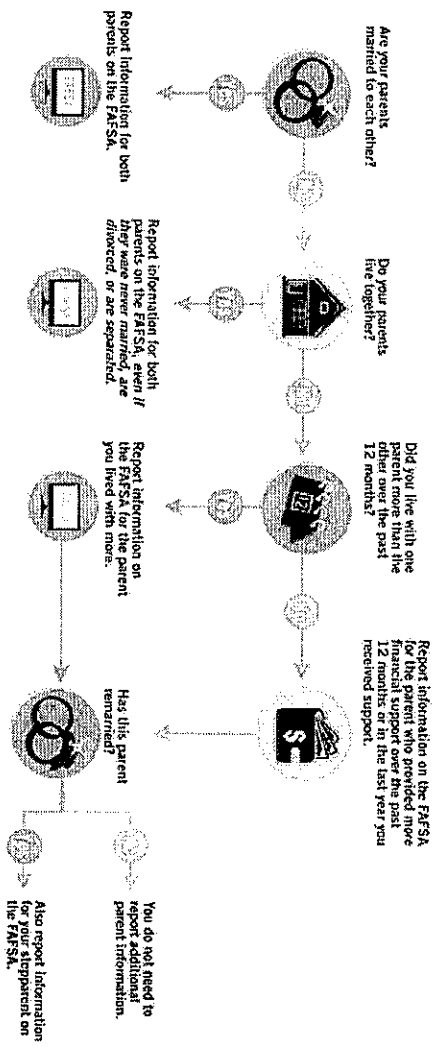 Are your parents
married to each other?
Report information for both
parents on the FAFSA.
Do your parents
live together?
Report information for both
parents on the FAFSA, even if
they were never married, are
divorced, or are separated.
Did you live with one
parent more than the
other over the past
12 months?
Report information on
the FAFSA for the parent
you lived with more.
Report information on the FAFSA
for the parent who provided more
financial support over the past
12 months or in the last year you
received support.
Has this parent
remarried?
You do not need to
report additional
parent information.
Also report information
for your stepparent on
the FAFSA.